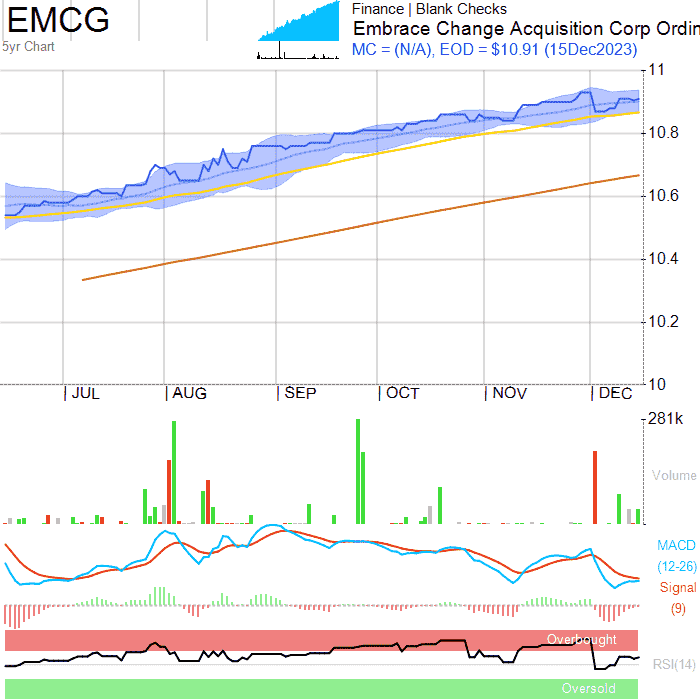 EMCG
5yr Chart
Finance | Blank Checks
Embrace Change Acquisition Corp Ordin
MC = (N/A), EOD = $10.91 (15Dec2023)
11
10.8
10.6
10.4
10.2
10
JUL AUG SEP OCT NOV DEC
281k
Volume
MACD
(12-26)
Signal
(9)
Overbought
RSI(14)
Oversold